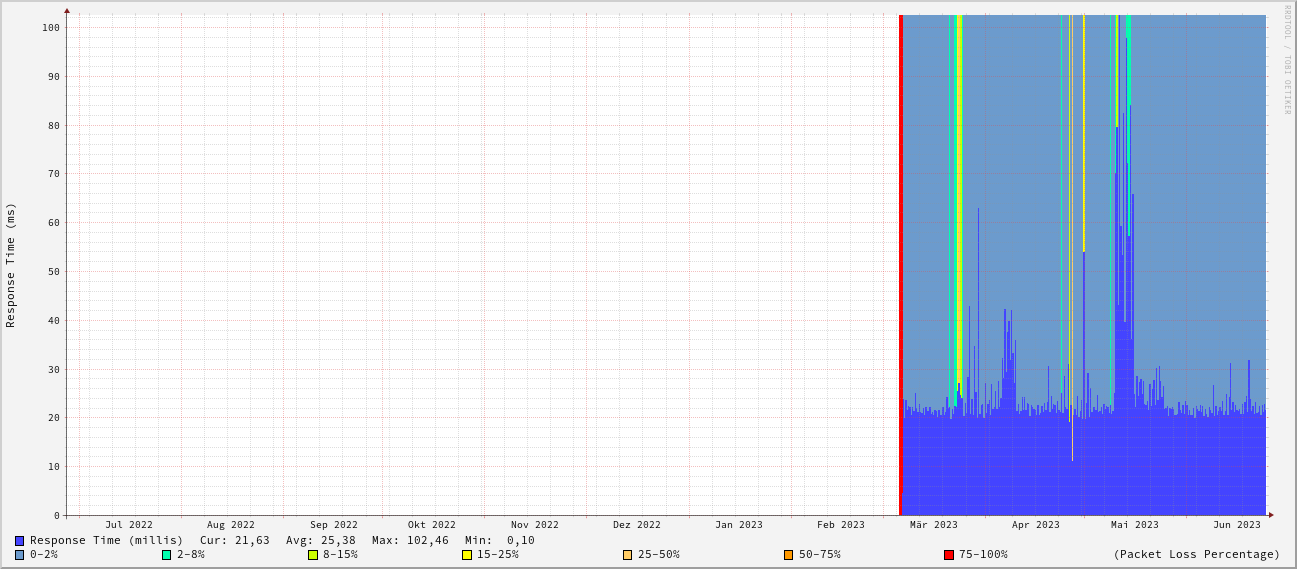 RRDTOOL / TOBI OETIKER
Response Time (ms)
100
90
80
70
60
50
40
30
20
10
0
Jul 2022 Aug 2022 Sep 2022 Okt 2022 Nov 2022 Dez 2022 Jan 2023 Feb 2023 Mär 2023 Apr 2023 Mai 2023 Jun 2023
Response Time (millis) Cur: 21,63 Avg: 25,38 Max: 102,46 Min: 0,10
0-2% 2-8% 8-15% 15-25% 25-50% 50-75% 75-100% (Packet Loss Percentage)